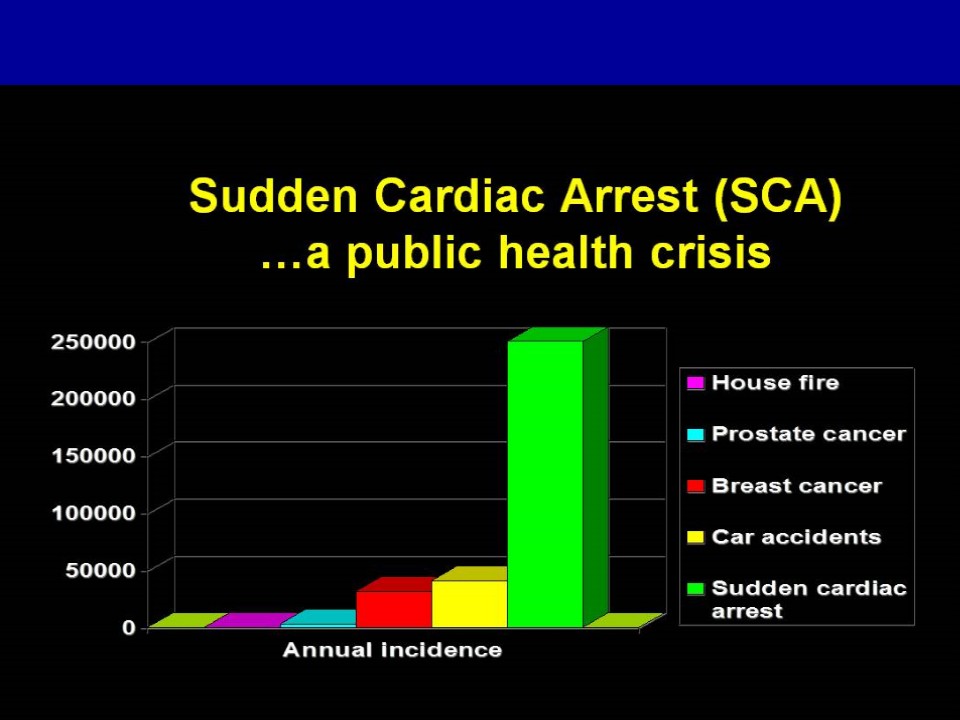 Sudden Cardiac Arrest (SCA)
…a public health crisis
250000
200000
150000
100000
50000
0
Annual incidence
House fire
Prostate cancer
Breast cancer
Car accidents
Sudden cardiac
arrest